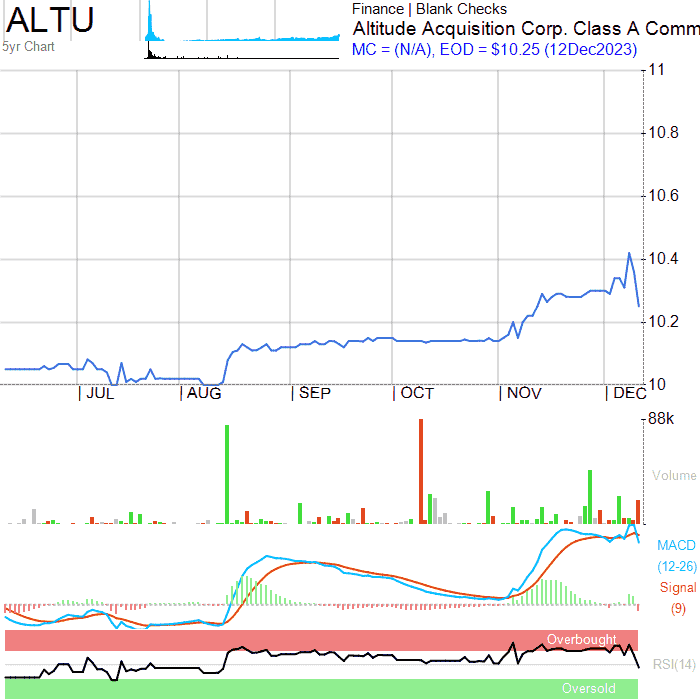 ALTU
5yr Chart
Finance | Blank Checks
Altitude Acquisition Corp. Class A Comm
MC = (N/A), EOD = $10.25 (12Dec2023)
11
10.8
10.6
10.4
10.2
10
JUL AUG SEP OCT NOV DEC
88k
Volume
MACD
(12-26)
Signal
(9)
Overbought
RSI(14)
Oversold